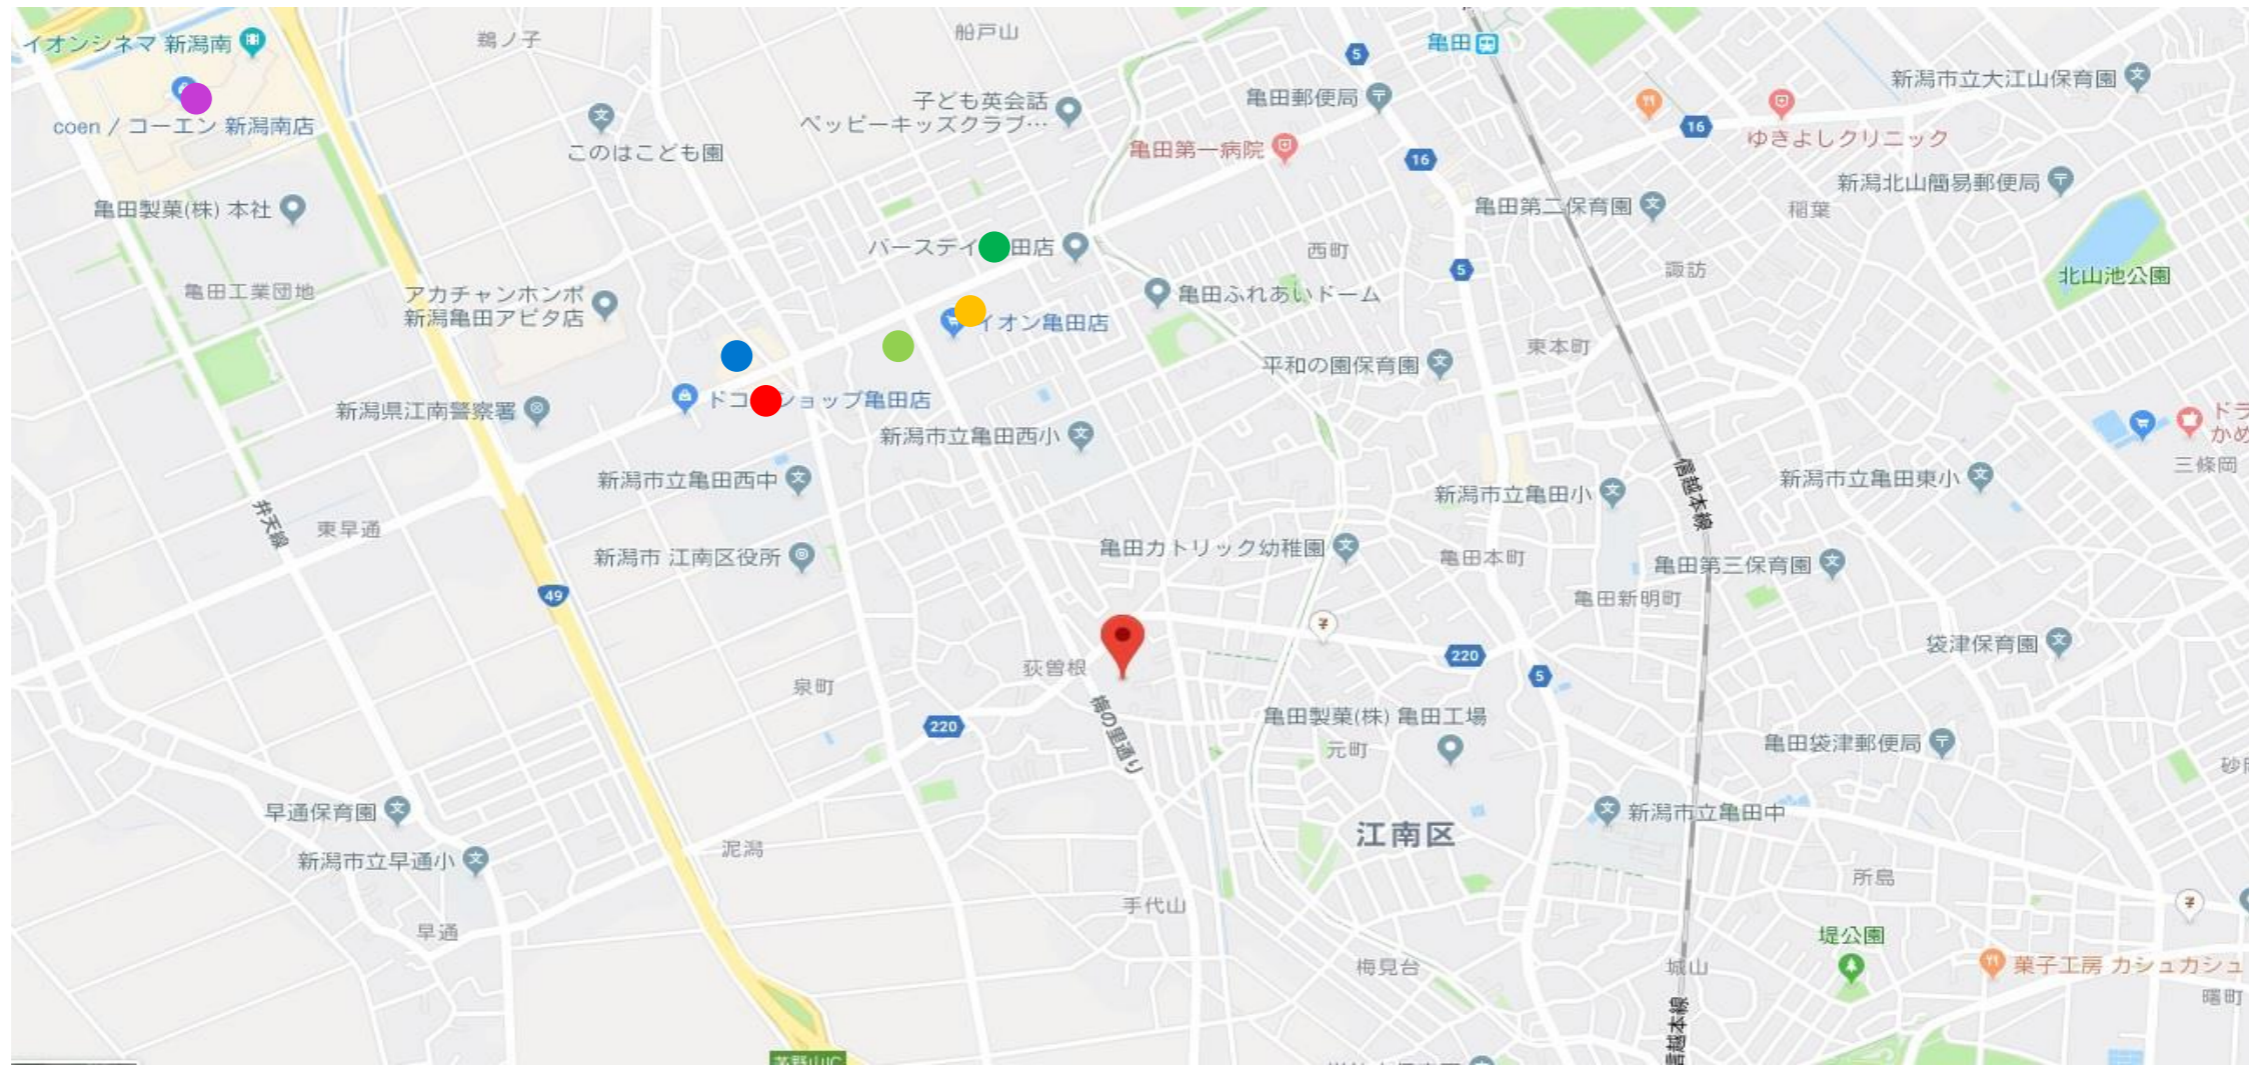 イオンシネマ 新潟南
鵜ノ子
船戸山
5
亀田
coen / コーエン 新潟南店
このはこども園
子ども英会話
ペッピーキッズクラブ…
亀田郵便局
亀田第一病院
16
16
ゆきよしクリニック
新潟市立大江山保育園
亀田製菓(株) 本社
亀田第二保育園
新潟北山簡易郵便局
稲葉
バースデイ 田店
西町
亀田工業団地
アカチャンホンポ
新潟亀田アピタ店
亀田ふれあいドーム
5
諏訪
北山池公園
イオン亀田店
平和の園保育園
東本町
新潟県江南警察署
ドコ ショップ亀田店
新潟市立亀田西小
ドラ
かめ
三條岡
新潟市立亀田西中
新潟市立亀田小
信越本線
新潟市立亀田東小
井天線
東早通
新潟市 江南区役所
亀田カトリック幼稚園
亀田本町
亀田第三保育園
49
亀田新明町
荻曽根
220
5
袋津保育園
泉町
220
梅の里通り
亀田製菓(株) 亀田工場
元町
亀田袋津郵便局
早通保育園
新潟市立早通小
泥潟
江南区
新潟市立亀田中
所島
手代山
早通
梅見台
城山
堤公園
菓子工房 カシュカシュ
曙町
信越本線
茅野山IC